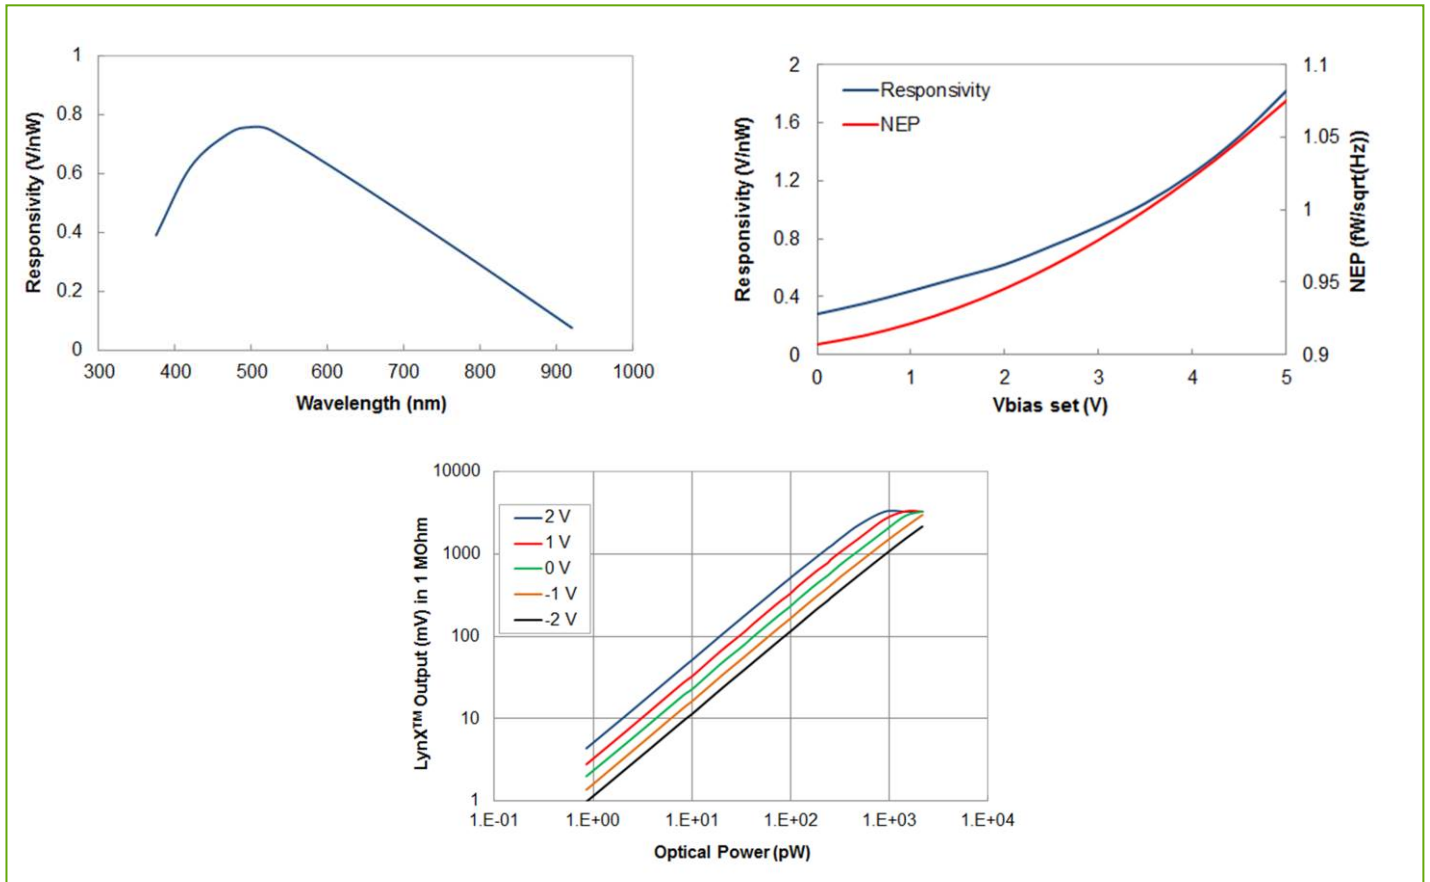 1
0.8
0.6
0.4
0.2
0
Responsivity (V/nW)
300 400 500 600 700 800 900 1000
Wavelength (nm)
2
1.6
1.2
0.8
0.4
0
Responsivity (V/nW)
Responsivity
NEP
1.1
1.05
1
0.95
0.9
NEP (fW/sqrt(Hz))
0 1 2 3 4 5
Vbias set (V)
10000
1000
100
10
1
LynX™ Output (mV) in 1 MOhm
2 V
1 V
0 V
-1 V
-2 V
1.E-01 1.E+00 1.E+01 1.E+02 1.E+03 1.E+04
Optical Power (pW)